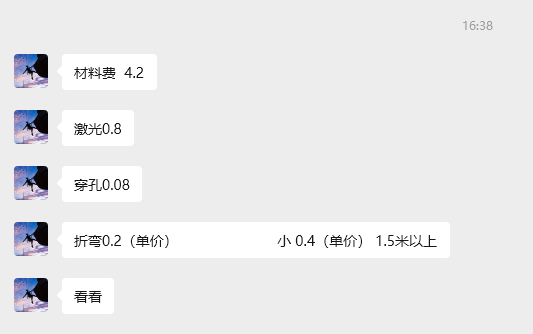 16:38
材料费  4.2
激光0.8
穿孔0.08
折弯0.2（单价）                          小 0.4（单价） 1.5米以上
看看